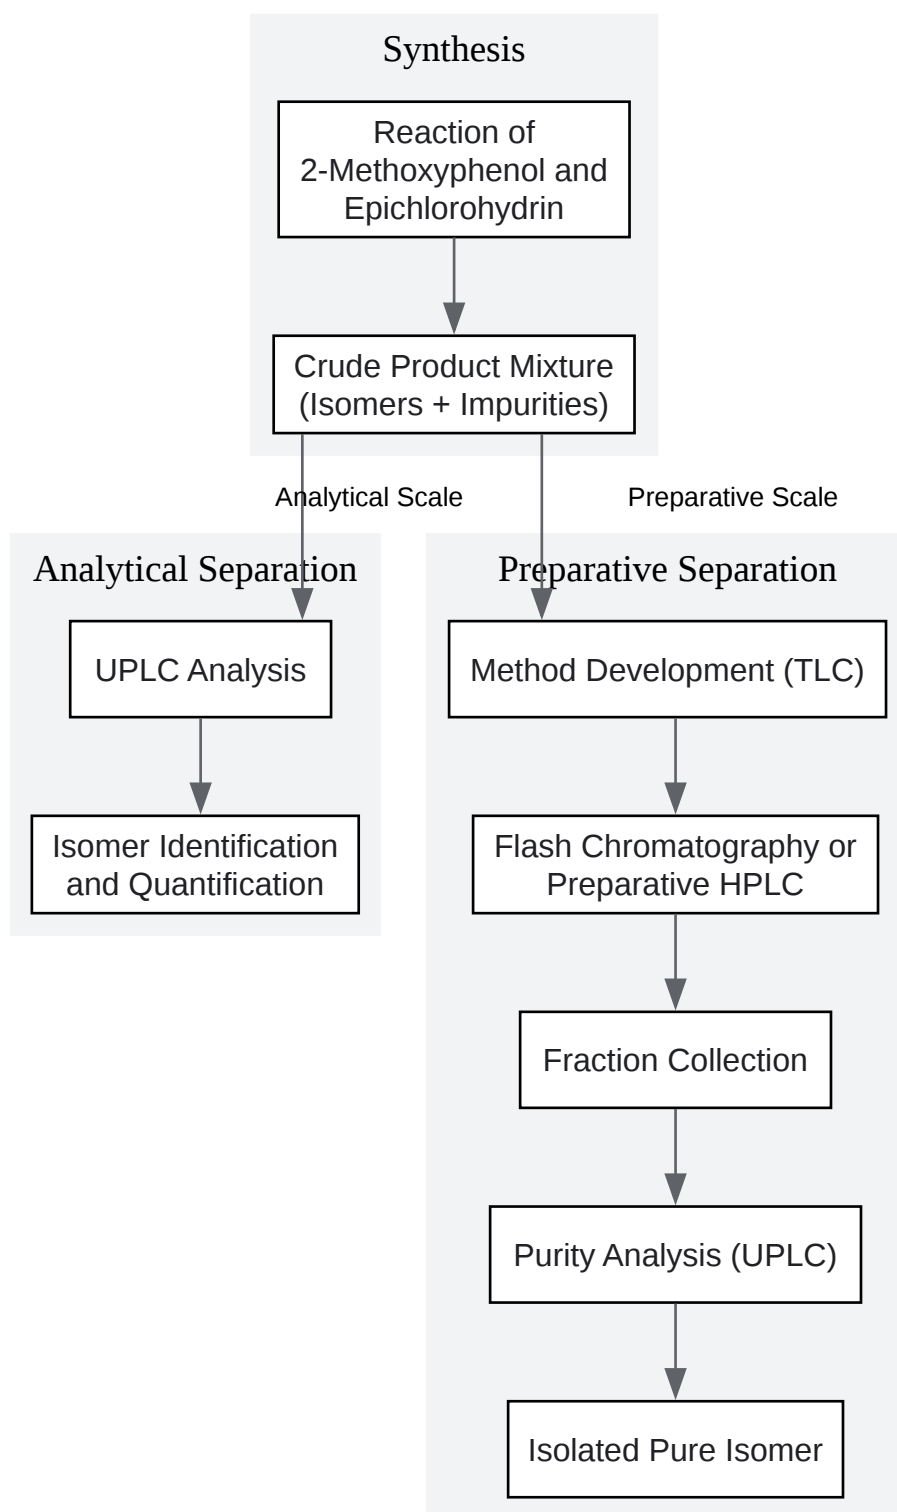 Synthesis
Reaction of
2-Methoxyphenol and
Epichlorohydrin
Crude Product Mixture
(Isomers + Impurities)
Analytical Scale
Preparative Scale
Analytical Separation
UPLC Analysis
Isomer Identification
and Quantification
Preparative Separation
Method Development (TLC)
Flash Chromatography or
Preparative HPLC
Fraction Collection
Purity Analysis (UPLC)
Isolated Pure Isomer